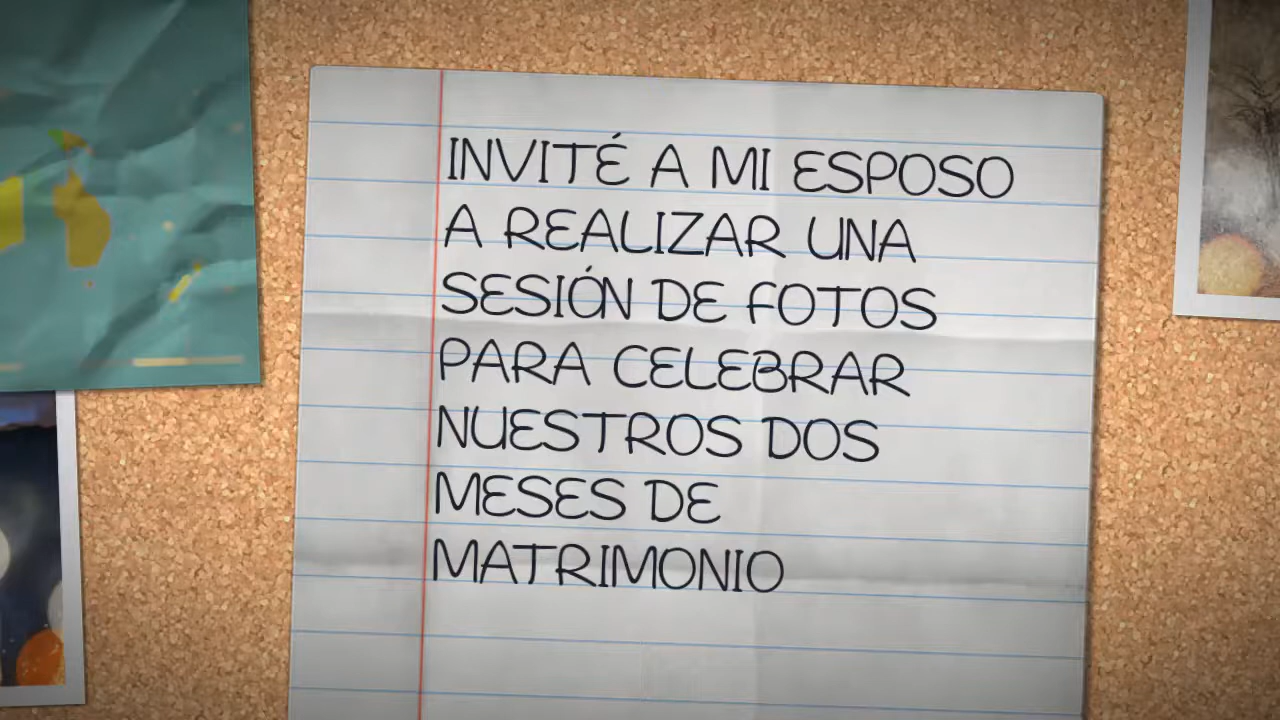 INVITÉ A MI ESPOSO
A REALIZAR UNA
SESIÓN DE FOTOS
PARA CELEBRAR
NUESTROS DOS
MESES DE
MATRIMONIO